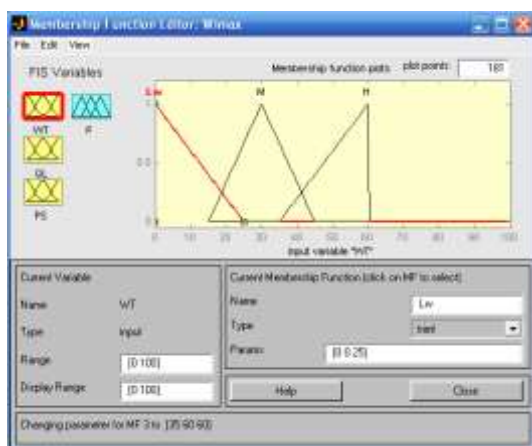 Membership Function Editor: Wimax
File Edit View
FIS Variables
Membership function plots plot points: 181
WT
IF
QL
PS
Lw M H
1
0.5
0
0 10 20 30 40 50 60 70 80 90 100
input variable "WT"
Current Variable
Name WT
Type input
Range [0 100]
Display Range [0 100]
Current Membership Function (click on MF to select)
Name Lw
Type trimf
Params [0 0 25]
Help Close
Changing parameter for MF 3 to [35 60 60]